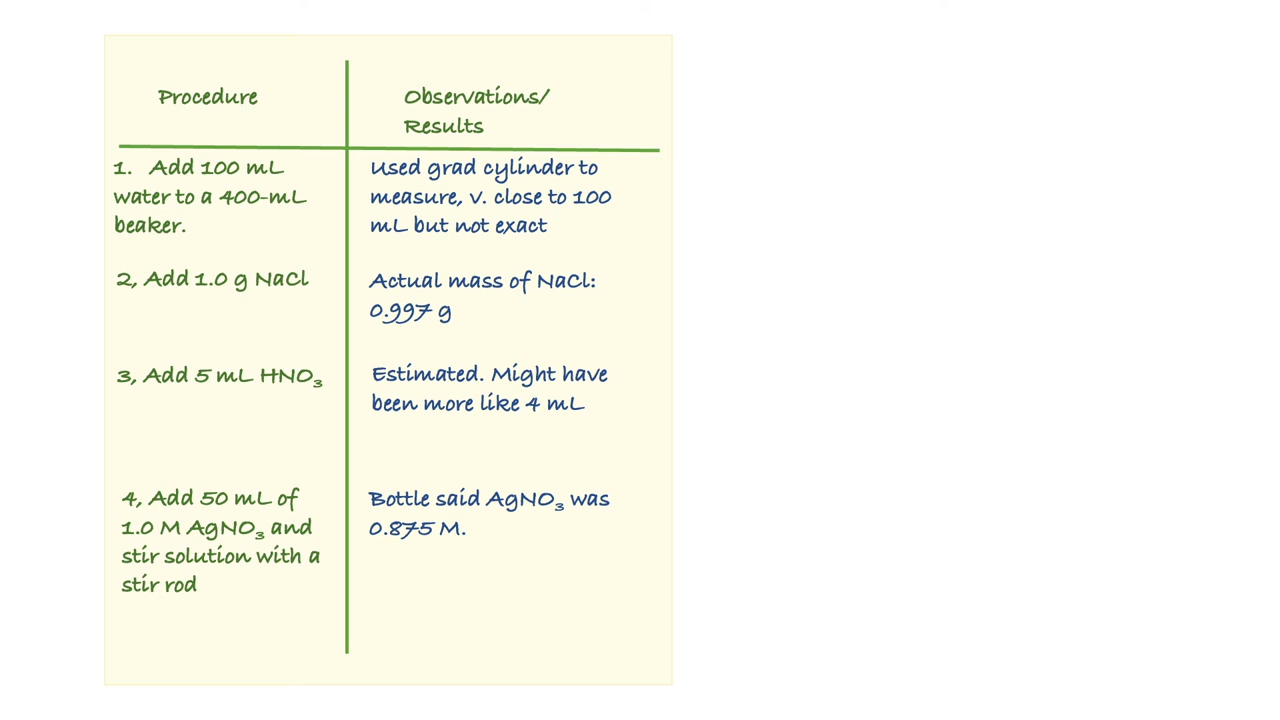 Procedure
Observations/
Results
1. Add 100 mL
water to a 400-mL
beaker.
Used grad cylinder to
measure, v. close to 100
mL but not exact
2, Add 1.0 g NaCl
Actual mass of NaCl:
0.997 g
3, Add 5 mL HNO₃
Estimated. Might have
been more like 4 mL
4, Add 50 mL of
1.0 M AgNO₃ and
stir solution with a
stir rod
Bottle said AgNO₃ was
0.875 M.